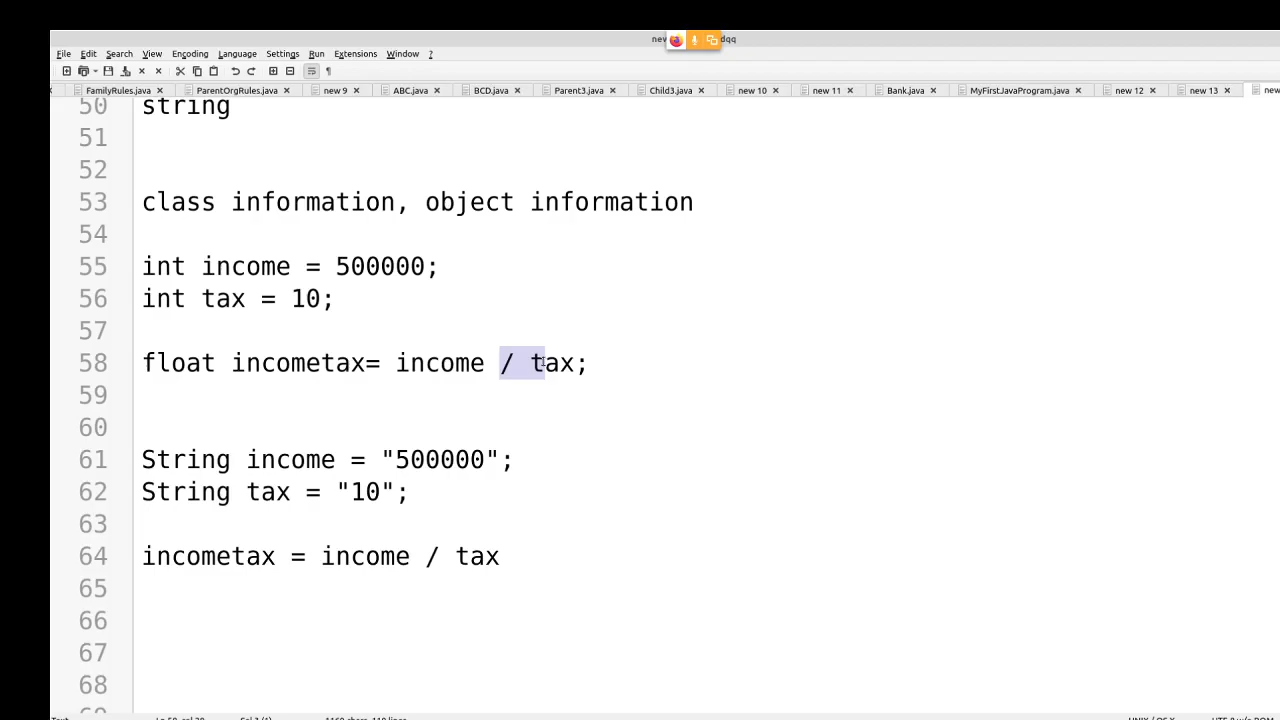 new dqq
File Edit Search View Encoding Language Settings Run Extensions Window ?
FamilyRules.java ParentOrgRules.java new 9 ABC.java BCD.java Parent3.java Child3.java new 10 new 11 Bank.java MyFirstJavaProgram.java new 12 new 13 new
50 string
51
52
53 class information, object information
54
55 int income = 500000;
56 int tax = 10;
57
58 float incometax= income / tax;
59
60
61 String income = "500000";
62 String tax = "10";
63
64 incometax = income / tax
65
66
67
68